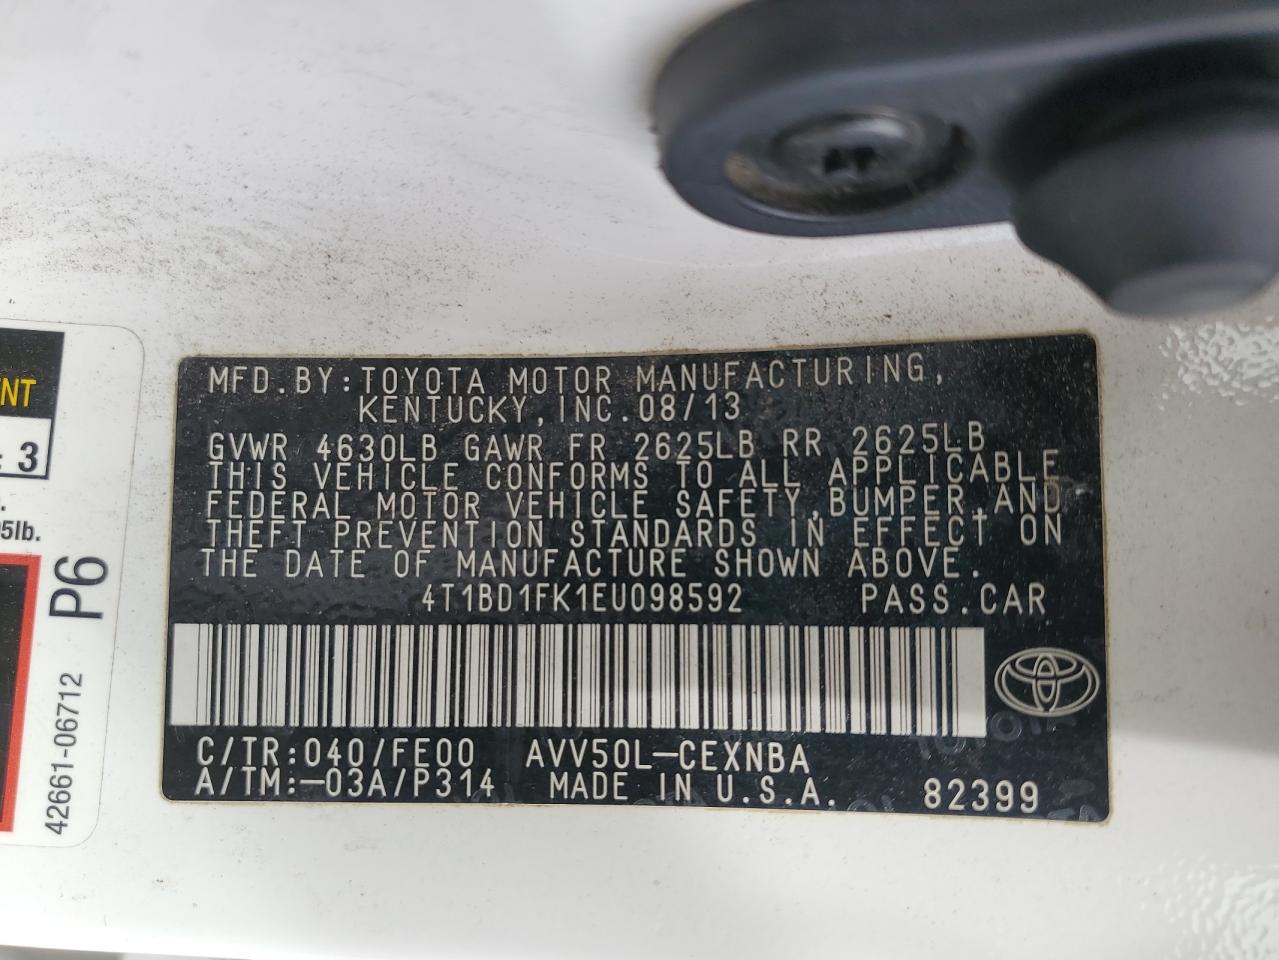 MFD.BY:TOYOTA MOTOR MANUFACTURING,
KENTUCKY,INC.08/13
GVWR 4630LB GAWR FR 2625LB RR 2625LB
THIS VEHICLE CONFORMS TO ALL APPLICABLE
FEDERAL MOTOR VEHICLE SAFETY,BUMPER,AND
THEFT PREVENTION STANDARDS IN EFFECT ON
THE DATE OF MANUFACTURE SHOWN ABOVE.
4T1BD1FK1EU098592 PASS.CAR
C/TR:040/FE00 AVV50L-CEXNBA
A/TM:-03A/P314 MADE IN U.S.A. 82399
NT
: 3
5lb.
P6
42661-06712